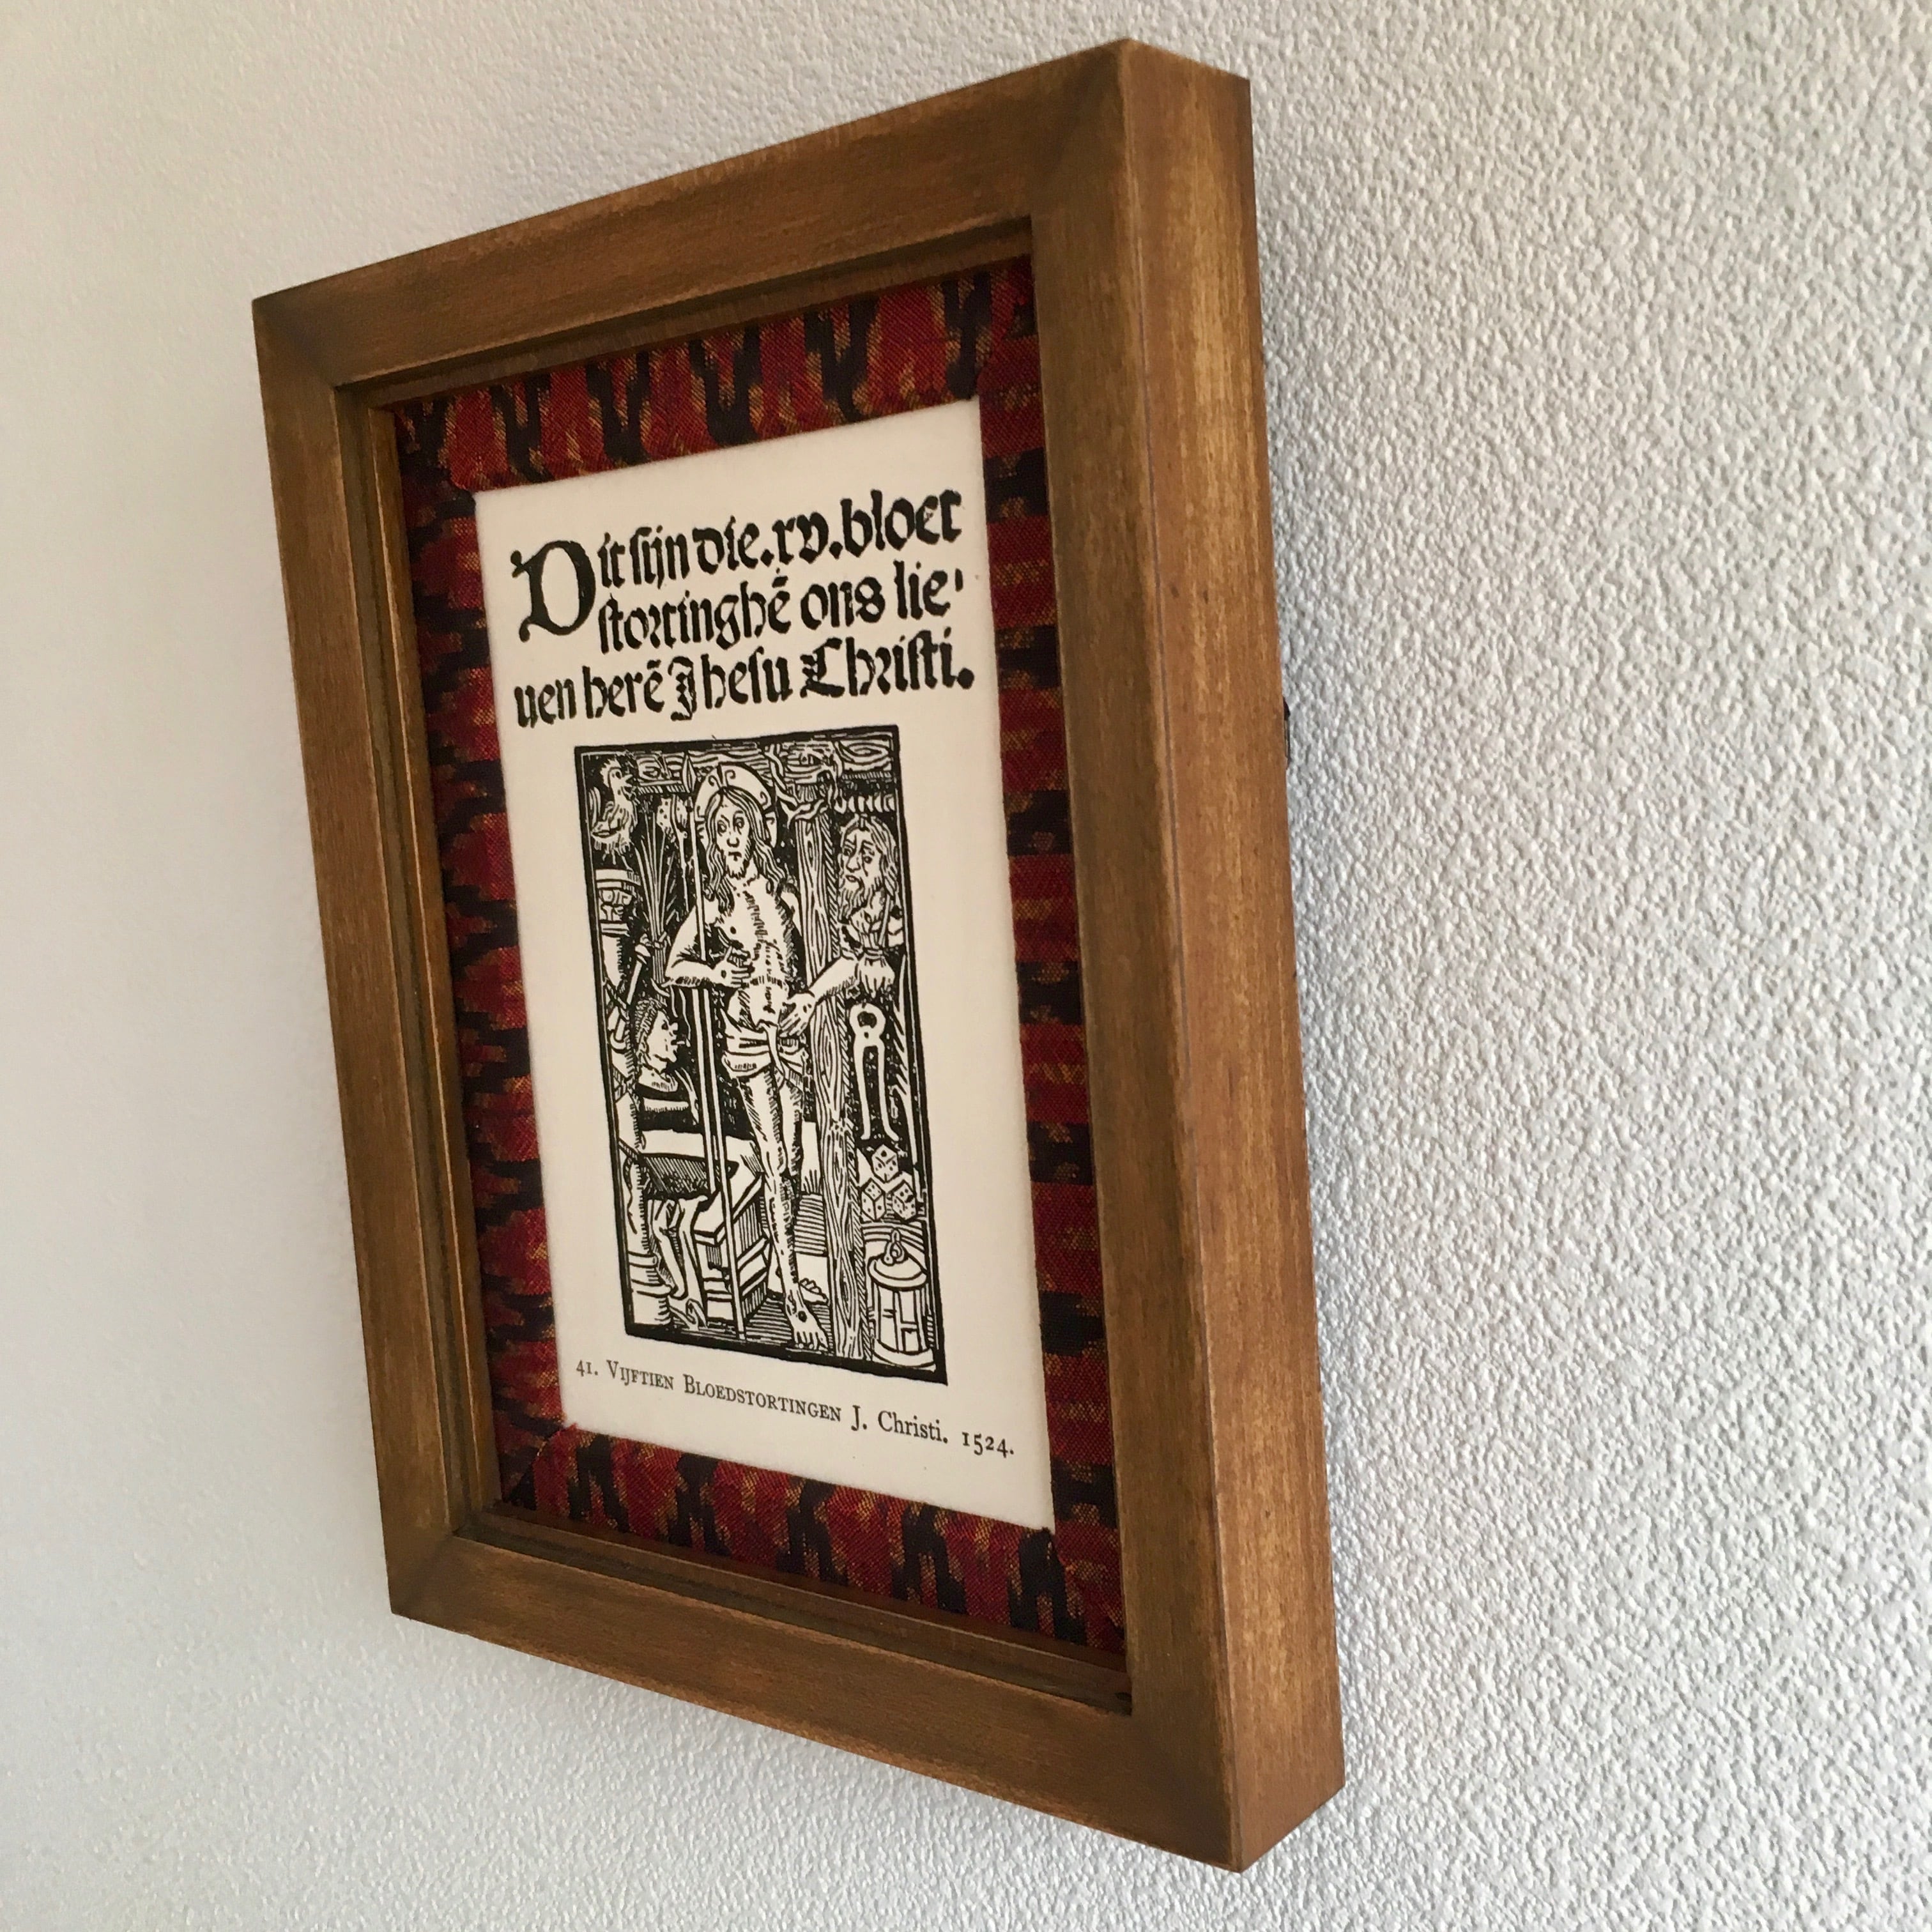 Dit sijn die .xv. bloet
stortinghē ons lie-
uen herē Jhesu Christi.
41. VIJFTIEN BLOEDSTORTINGEN J. Christi. 1524.